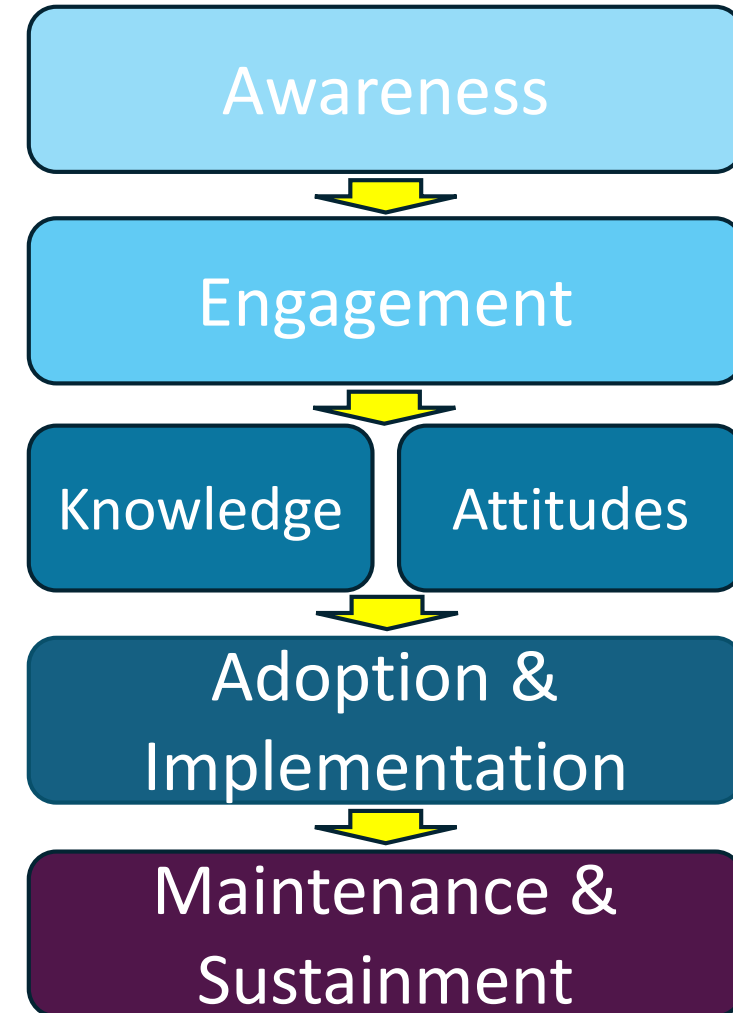 Awareness
Engagement
Knowledge
Attitudes
Adoption &
Implementation
Maintenance &
Sustainment